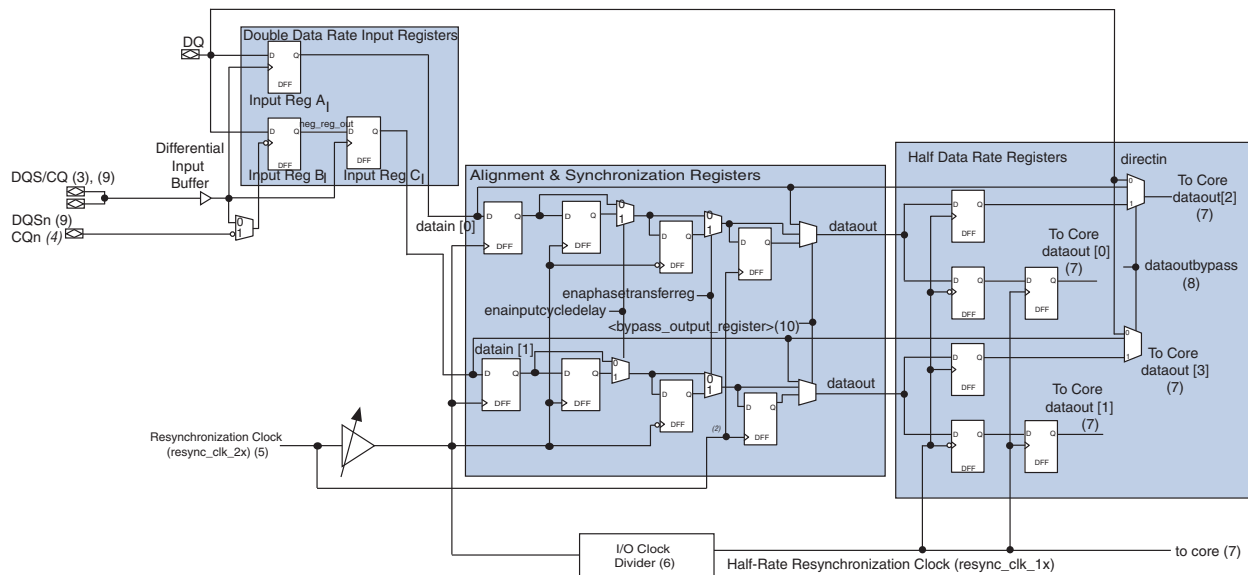 DQ
Double Data Rate Input Registers
D Q
DFF
Input Reg A I
neg_reg_out
D Q
DFF
D Q
DFF
Input Reg B I
Input Reg C I
Differential
Input
Buffer
DQS/CQ (3), (9)
DQSn (9)
CQn (4)
0
1
Alignment & Synchronization Registers
datain [0]
D Q
DFF
D Q
DFF
0
1
D Q
DFF
0
1
D Q
DFF
dataout
enaphasetransferreg
enainputcycledelay
<bypass_output_register>(10)
datain [1]
D Q
DFF
D Q
DFF
0
1
D Q
DFF
0
1
D Q
DFF
dataout
(2)
Half Data Rate Registers
D Q
DFF
D Q
DFF
D Q
DFF
D Q
DFF
D Q
DFF
D Q
DFF
directin
0
1
To Core
dataout[2]
(7)
To Core
dataout [0]
(7)
dataoutbypass
(8)
0
1
To Core
dataout [3]
(7)
To Core
dataout [1]
(7)
Resynchronization Clock
(resync_clk_2x) (5)
I/O Clock
Divider (6)
Half-Rate Resynchronization Clock (resync_clk_1x)
to core (7)